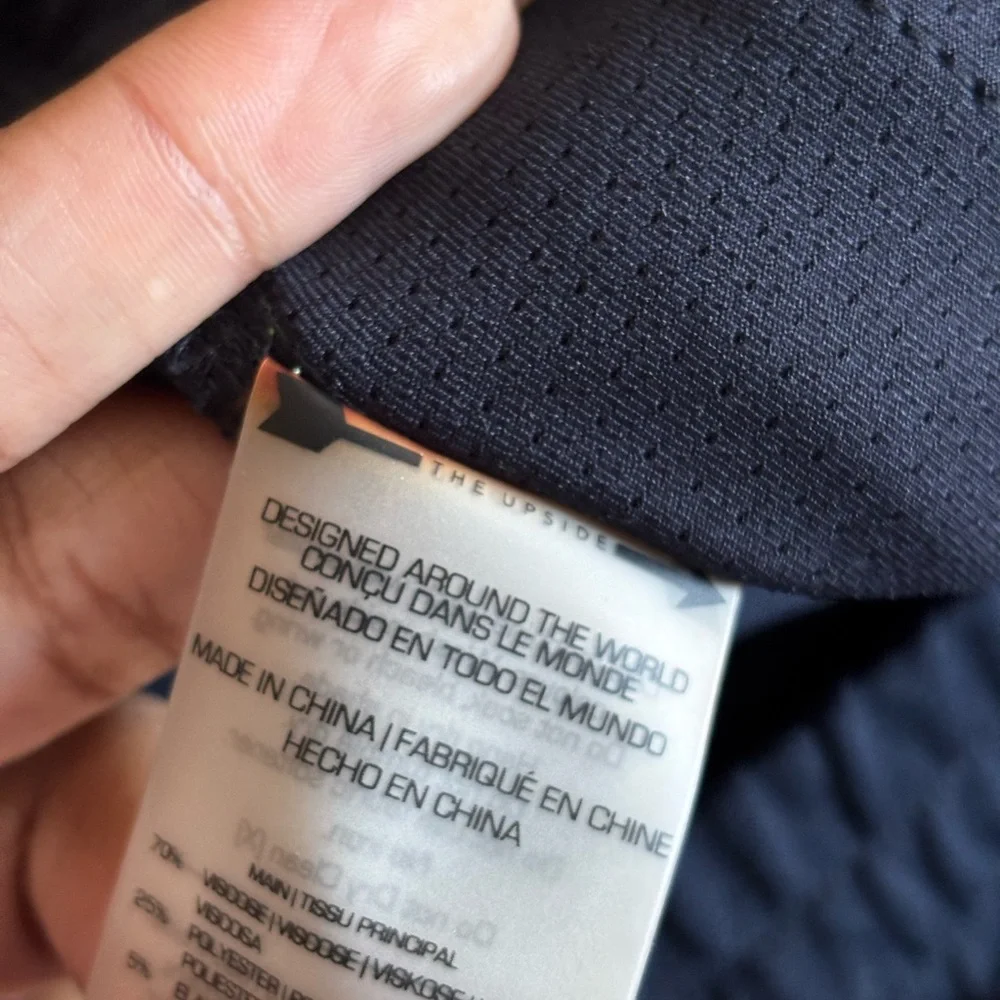 THE UPSIDE
DESIGNED AROUND THE WORLD
CONÇU DANS LE MONDE
DISEÑADO EN TODO EL MUNDO
MADE IN CHINA | FABRIQUÉ EN CHINE
HECHO EN CHINA
MAIN | TISSU PRINCIPAL
70% VISCOSE | VISCOSE | VISKOSE
VISCOSA
25% POLYESTER |
POLIESTER
5%